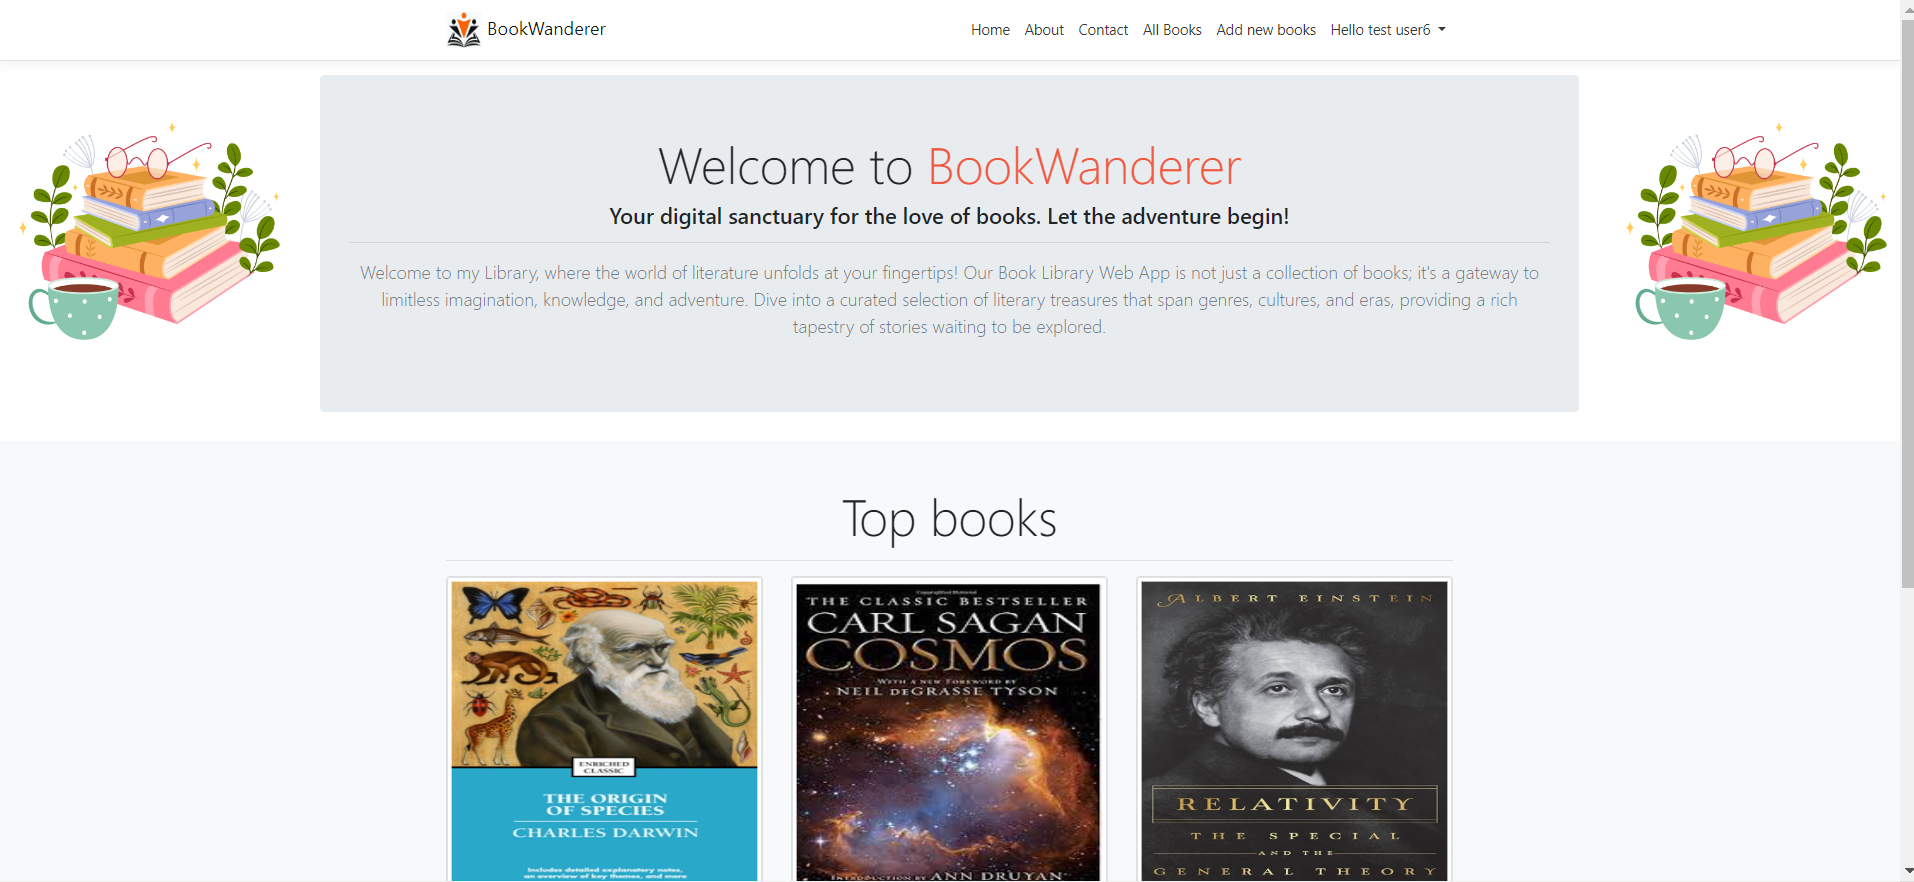 BookWanderer
Home About Contact All Books Add new books Hello test user6
Welcome to BookWanderer
Your digital sanctuary for the love of books. Let the adventure begin!
Welcome to my Library, where the world of literature unfolds at your fingertips! Our Book Library Web App is not just a collection of books; it's a gateway to
limitless imagination, knowledge, and adventure. Dive into a curated selection of literary treasures that span genres, cultures, and eras, providing a rich
tapestry of stories waiting to be explored.
Top books
ENRICHED
CLASSIC
THE ORIGIN
OF SPECIES
CHARLES DARWIN
Includes detailed explanatory notes,
an overview of key themes, and more
THE CLASSIC BESTSELLER
CARL SAGAN
COSMOS
WITH A NEW FOREWORD BY
NEIL DEGRASSE TYSON
INTRODUCTION BY ANN DRUYAN
ALBERT EINSTEIN
RELATIVITY
THE SPECIAL
AND THE
GENERAL THEORY